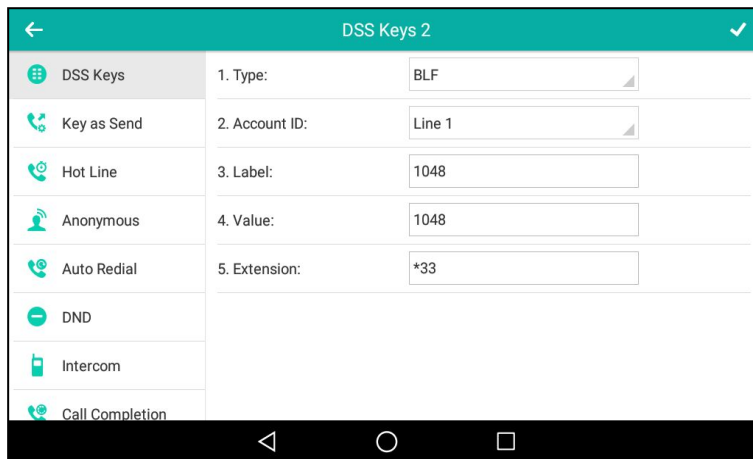 DSS Keys 2
DSS Keys
1. Type:
BLF
Key as Send
2. Account ID:
Line 1
Hot Line
3. Label:
1048
Anonymous
4. Value:
1048
Auto Redial
5. Extension:
*33
DND
Intercom
Call Completion